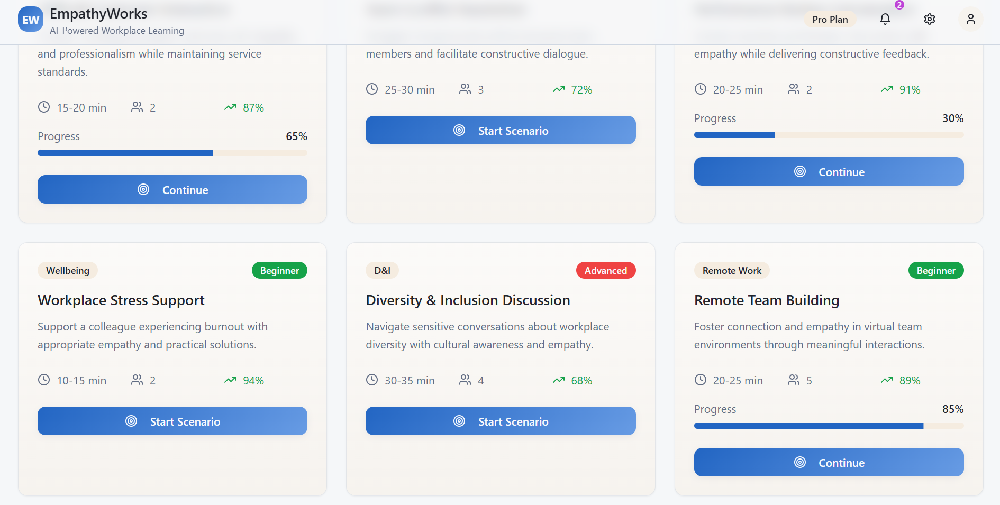 EW
EmpathyWorks
AI-Powered Workplace Learning
Pro Plan
2
and professionalism while maintaining service
standards.
15-20 min
2
87%
Progress
65%
Continue
members and facilitate constructive dialogue.
25-30 min
3
72%
Start Scenario
empathy while delivering constructive feedback.
20-25 min
2
91%
Progress
30%
Continue
Wellbeing
Beginner
Workplace Stress Support
Support a colleague experiencing burnout with
appropriate empathy and practical solutions.
10-15 min
2
94%
Start Scenario
D&I
Advanced
Diversity & Inclusion Discussion
Navigate sensitive conversations about workplace
diversity with cultural awareness and empathy.
30-35 min
4
68%
Start Scenario
Remote Work
Beginner
Remote Team Building
Foster connection and empathy in virtual team
environments through meaningful interactions.
20-25 min
5
89%
Progress
85%
Continue